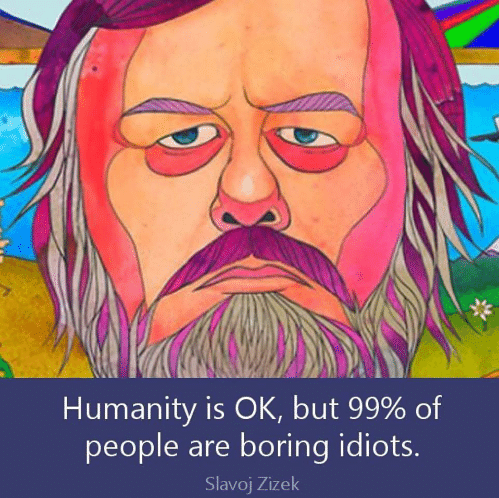 Humanity is OK, but 99% of
people are boring idiots.
Slavoj Zizek